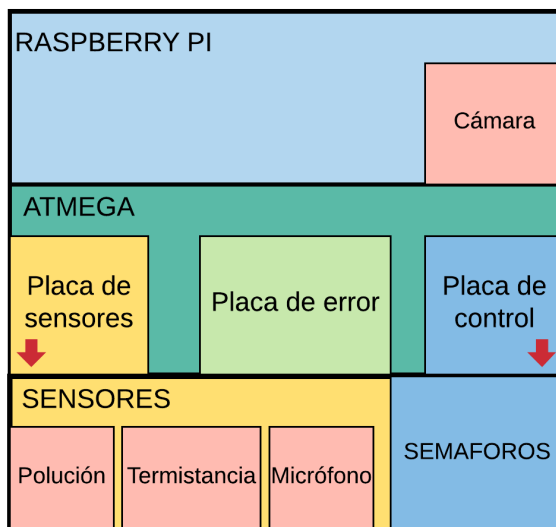 RASPBERRY PI
Cámara
ATMEGA
Placa de
sensores
Placa de error
Placa de
control
SENSORES
SEMAFOROS
Polución
Termistancia
Micrófono